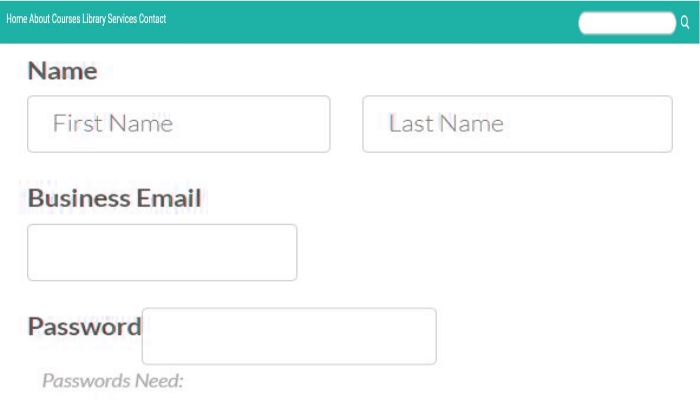 Home About Courses Library Services Contact
Name
First Name Last Name
Business Email
Password
Passwords Need: